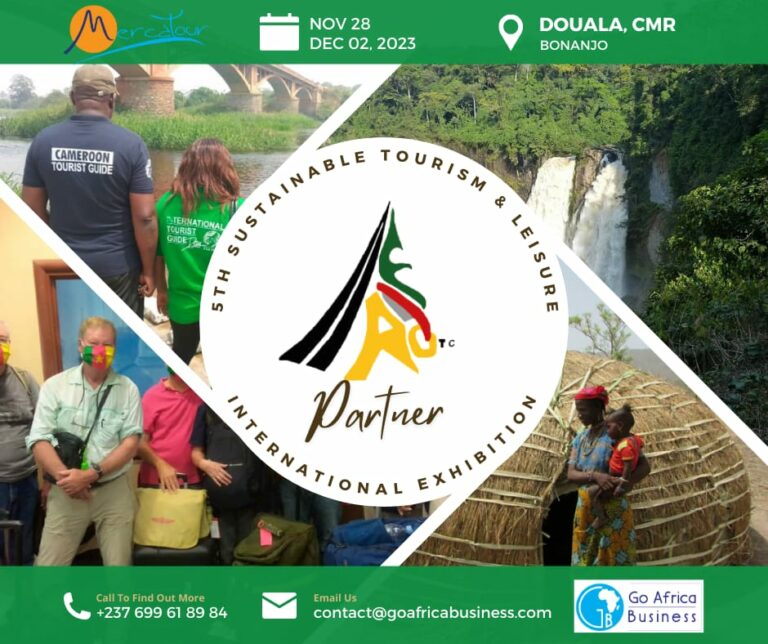 MercaTour
NOV 28
DEC 02, 2023
DOUALA, CMR
BONANJO
CAMEROON
TOURIST GUIDE
INTERNATIONAL
TOURIST
GUIDE
5TH SUSTAINABLE TOURISM & LEISURE
TC
Partner
INTERNATIONAL EXHIBITION
Call To Find Out More
+237 699 61 89 84
Email Us
contact@goafricabusiness.com
GB
Go Africa
Business